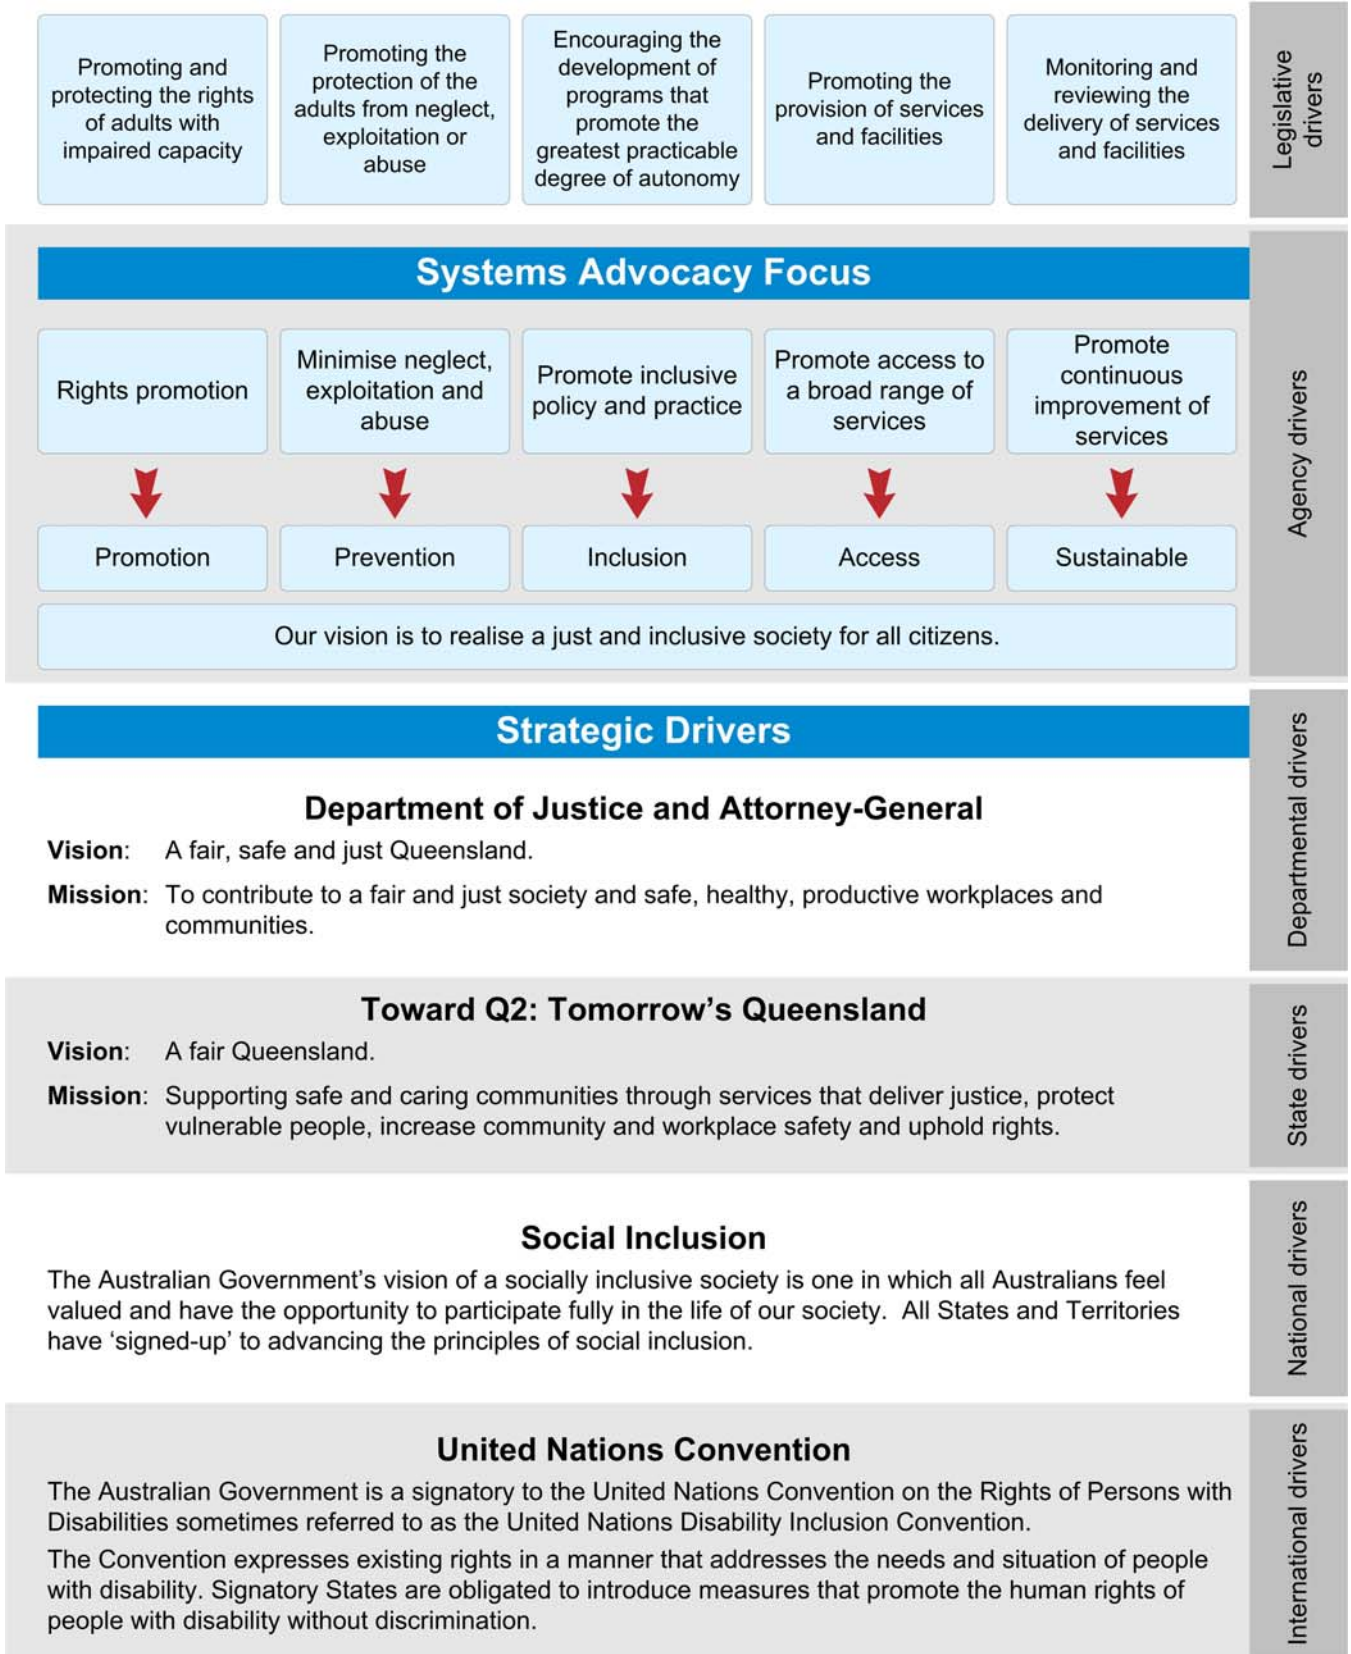 Promoting and
protecting the rights
of adults with
impaired capacity
Promoting the
protection of the
adults from neglect,
exploitation or
abuse
Encouraging the
development of
programs that
promote the
greatest practicable
degree of autonomy
Promoting the
provision of services
and facilities
Monitoring and
reviewing the
delivery of services
and facilities
Legislative
drivers
Systems Advocacy Focus
Rights promotion
Minimise neglect,
exploitation and
abuse
Promote inclusive
policy and practice
Promote access to
a broad range of
services
Promote
continuous
improvement of
services
Promotion
Prevention
Inclusion
Access
Sustainable
Our vision is to realise a just and inclusive society for all citizens.
Agency drivers
Strategic Drivers
Department of Justice and Attorney-General
Vision: A fair, safe and just Queensland.
Mission: To contribute to a fair and just society and safe, healthy, productive workplaces and
communities.
Departmental drivers
Toward Q2: Tomorrow's Queensland
Vision: A fair Queensland.
Mission: Supporting safe and caring communities through services that deliver justice, protect
vulnerable people, increase community and workplace safety and uphold rights.
State drivers
Social Inclusion
The Australian Government's vision of a socially inclusive society is one in which all Australians feel
valued and have the opportunity to participate fully in the life of our society. All States and Territories
have 'signed-up' to advancing the principles of social inclusion.
National drivers
United Nations Convention
The Australian Government is a signatory to the United Nations Convention on the Rights of Persons with
Disabilities sometimes referred to as the United Nations Disability Inclusion Convention.
The Convention expresses existing rights in a manner that addresses the needs and situation of people
with disability. Signatory States are obligated to introduce measures that promote the human rights of
people with disability without discrimination.
International drivers